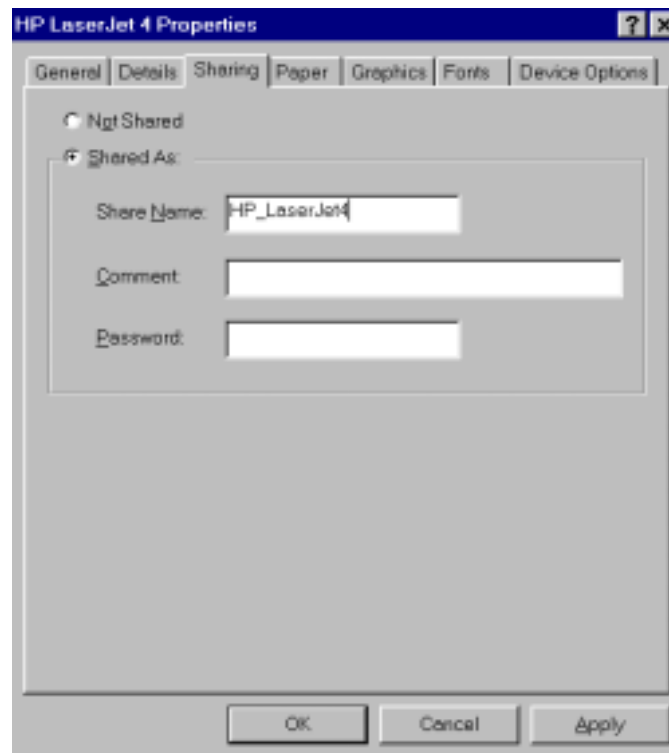 HP LaserJet 4 Properties
? ×
General Details Sharing Paper Graphics Fonts Device Options
Not Shared
Shared As:
Share Name: HP_LaserJet4
Comment:
Password:
OK Cancel Apply